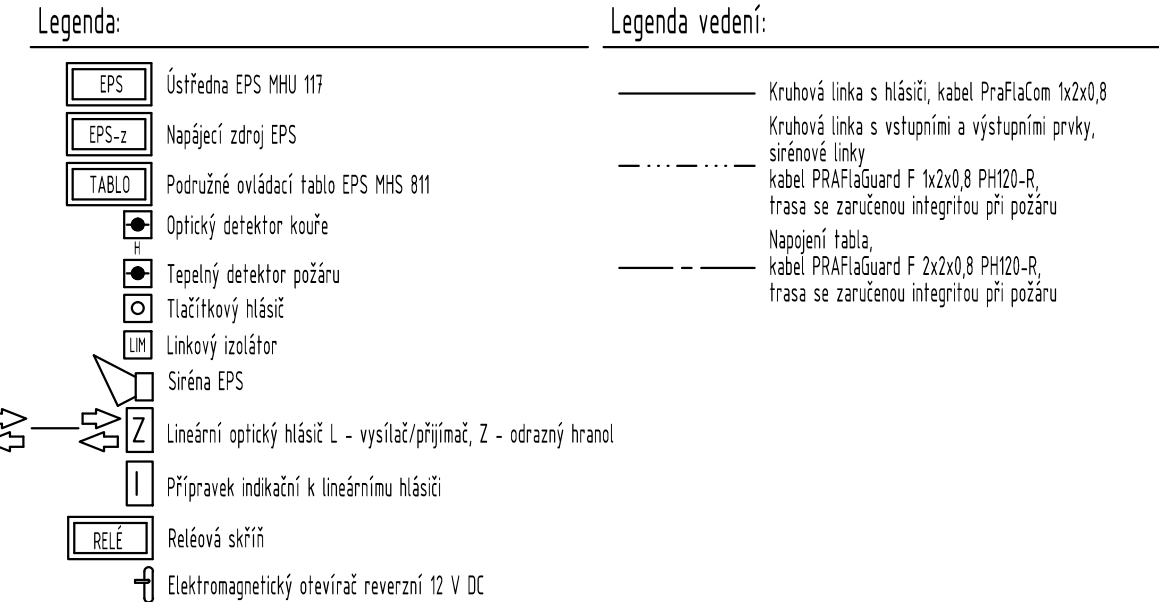 Legenda:
EPS Ústředna EPS MHU 117
EPS-z Napájecí zdroj EPS
TABLO Podružné ovládací tablo EPS MHS 811
Optický detektor kouře
H
Tepelný detektor požáru
Tlačítkový hlásič
LIM Linkový izolátor
Siréna EPS
Z Lineární optický hlásič L - vysílač/přijímač, Z - odrazný hranol
I Přípravek indikační k lineárnímu hlásiči
RELÉ Reléová skříň
Elektromagnetický otevírač reverzní 12 V DC
Legenda vedení:
Kruhová linka s hlásiči, kabel PraFlaCom 1x2x0,8
Kruhová linka s vstupními a výstupními prvky,
sirénové linky
kabel PRAFlaGuard F 1x2x0,8 PH120-R,
trasa se zaručenou integritou při požáru
Napojení tabla,
kabel PRAFlaGuard F 2x2x0,8 PH120-R,
trasa se zaručenou integritou při požáru